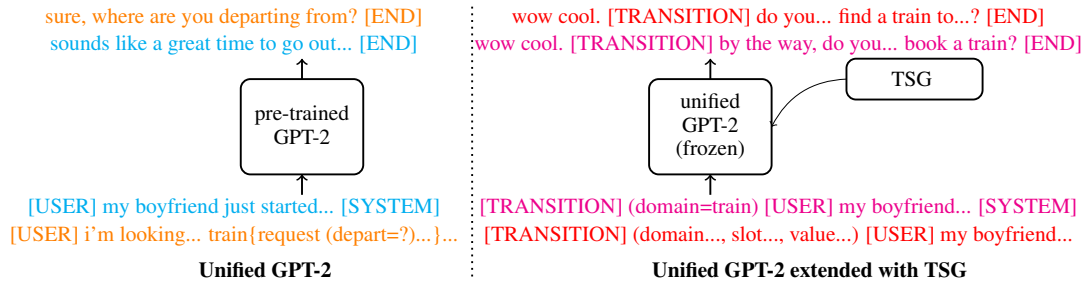 sure, where are you departing from? [END]
sounds like a great time to go out... [END]
pre-trained
GPT-2
[USER] my boyfriend just started... [SYSTEM]
[USER] i'm looking... train{request (depart=?)...}...
Unified GPT-2
wow cool. [TRANSITION] do you... find a train to...? [END]
wow cool. [TRANSITION] by the way, do you... book a train? [END]
TSG
unified
GPT-2
(frozen)
[TRANSITION] (domain=train) [USER] my boyfriend... [SYSTEM]
[TRANSITION] (domain..., slot..., value...) [USER] my boyfriend...
Unified GPT-2 extended with TSG